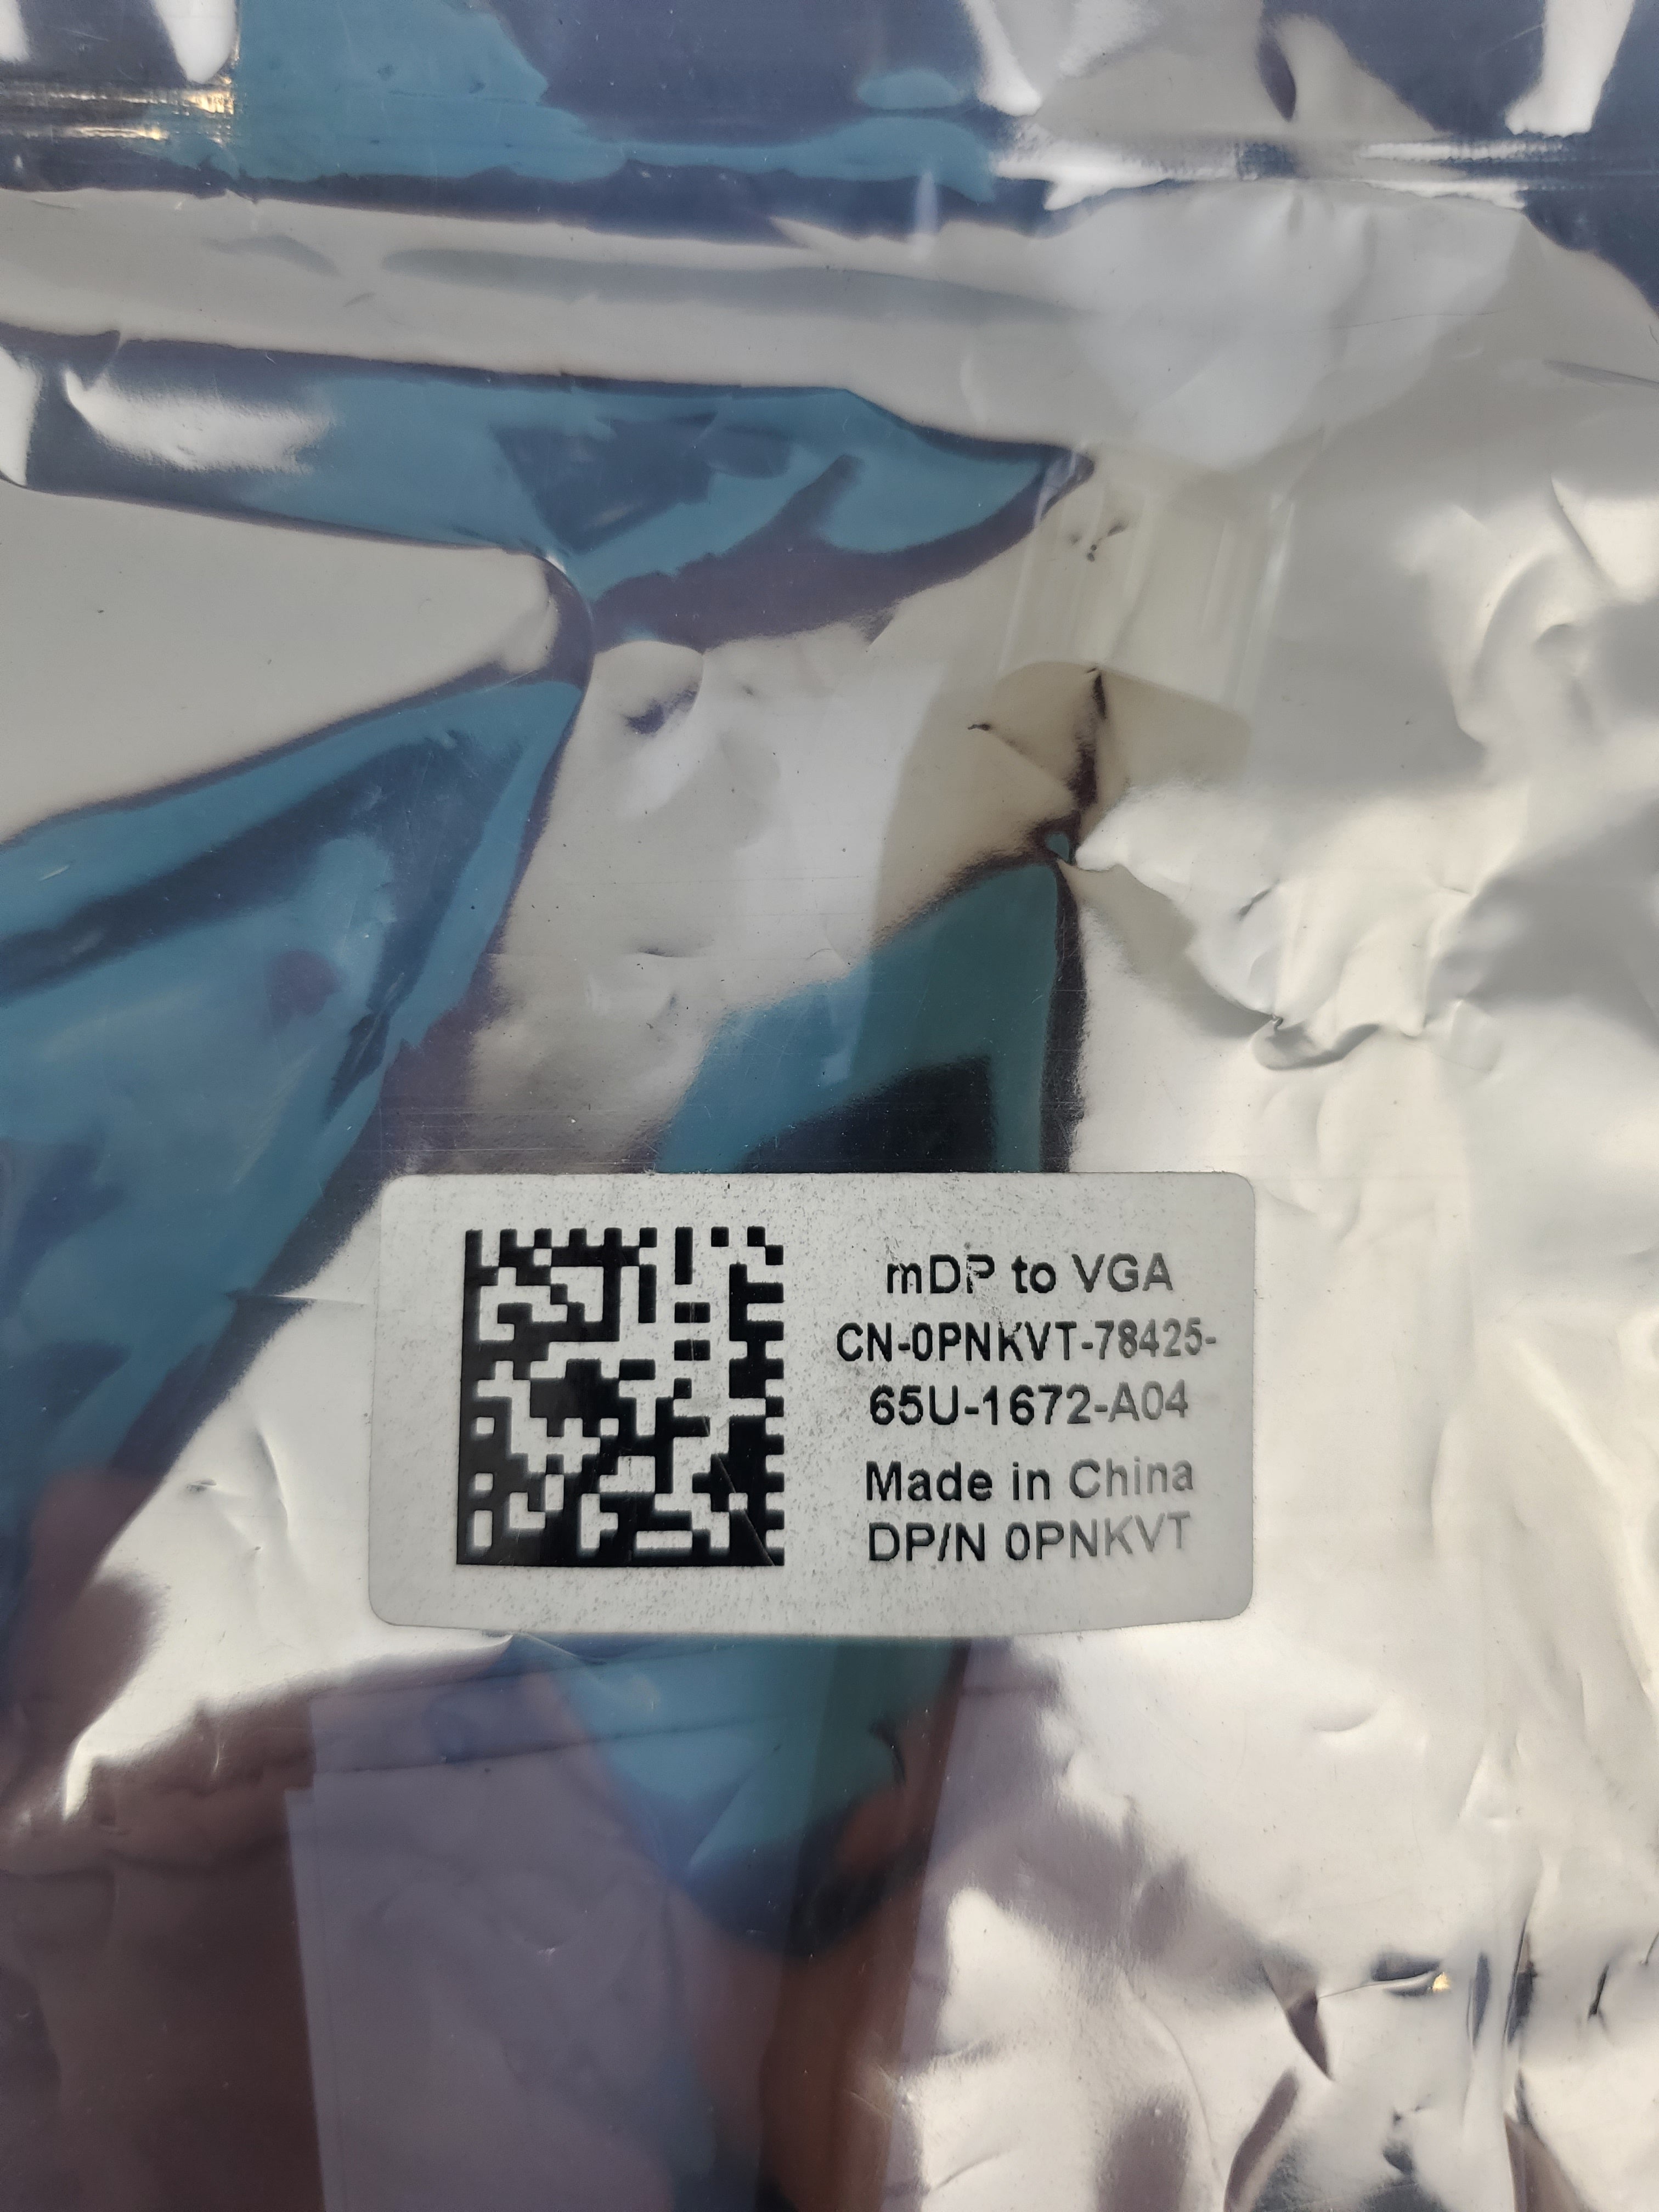 mDP to VGA
CN-0PNKVT-78425-
65U-1672-A04
Made in China
DP/N 0PNKVT